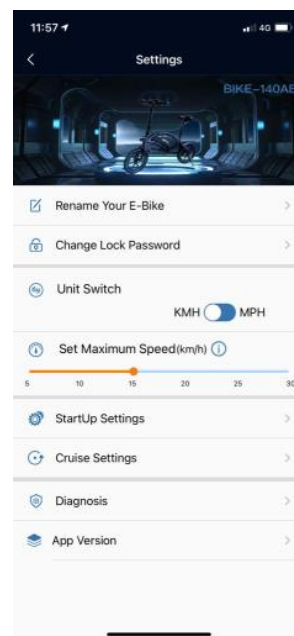 11:57
4G
Settings
BIKE-140AE
Rename Your E-Bike
Change Lock Password
Unit Switch
KMH MPH
Set Maximum Speed(km/h)
5 10 15 20 25 30
StartUp Settings
Cruise Settings
Diagnosis
App Version